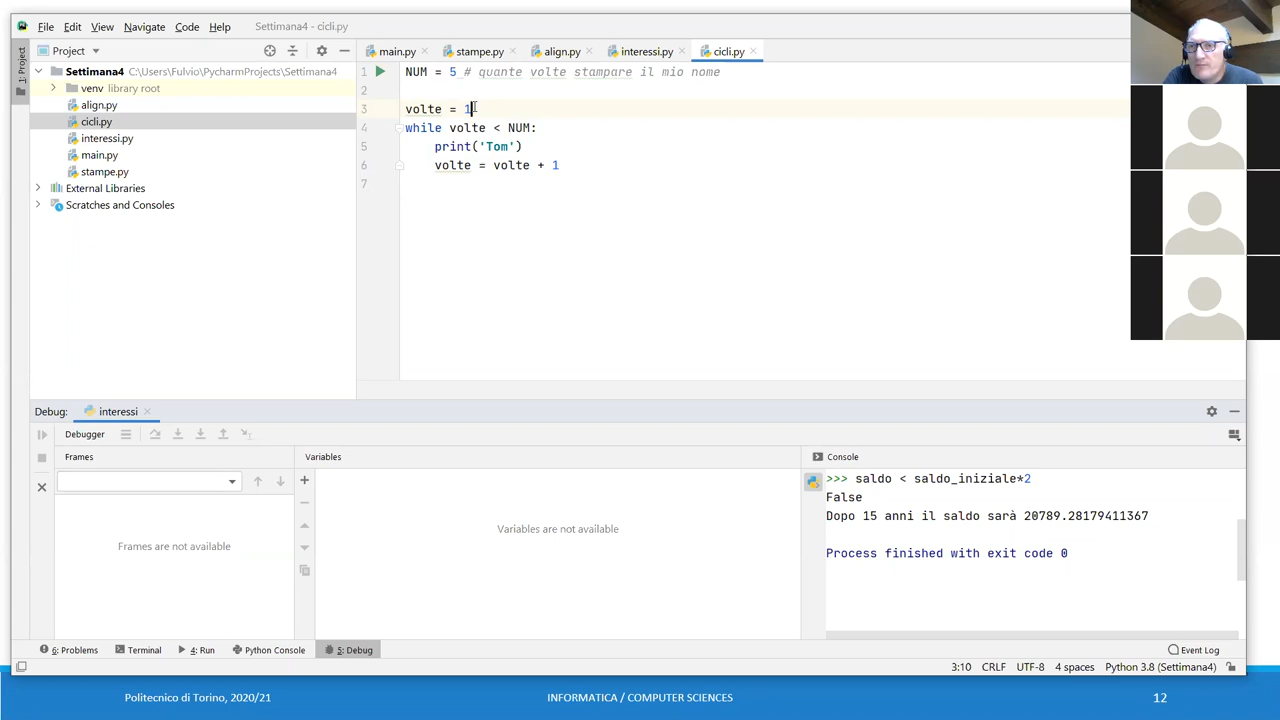 File Edit View Navigate Code Help Settimana4 - cicli.py
1: Project
Project
main.py
stampe.py
align.py
interessi.py
cicli.py
Settimana4 C:\Users\Fulvio\PycharmProjects\Settimana4
venv library root
align.py
cicli.py
interessi.py
main.py
stampe.py
External Libraries
Scratches and Consoles
1 NUM = 5 # quante volte stampare il mio nome
2
3 volte = 1
4 while volte < NUM:
5 print('Tom')
6 volte = volte + 1
7
Debug: interessi
Debugger
Frames
Variables
Console
Frames are not available
Variables are not available
>>> saldo < saldo_iniziale*2
False
Dopo 15 anni il saldo sarà 20789.28179411367
Process finished with exit code 0
6: Problems Terminal 4: Run Python Console 5: Debug Event Log
3:10 CRLF UTF-8 4 spaces Python 3.8 (Settimana4)
Politecnico di Torino, 2020/21 INFORMATICA / COMPUTER SCIENCES 12